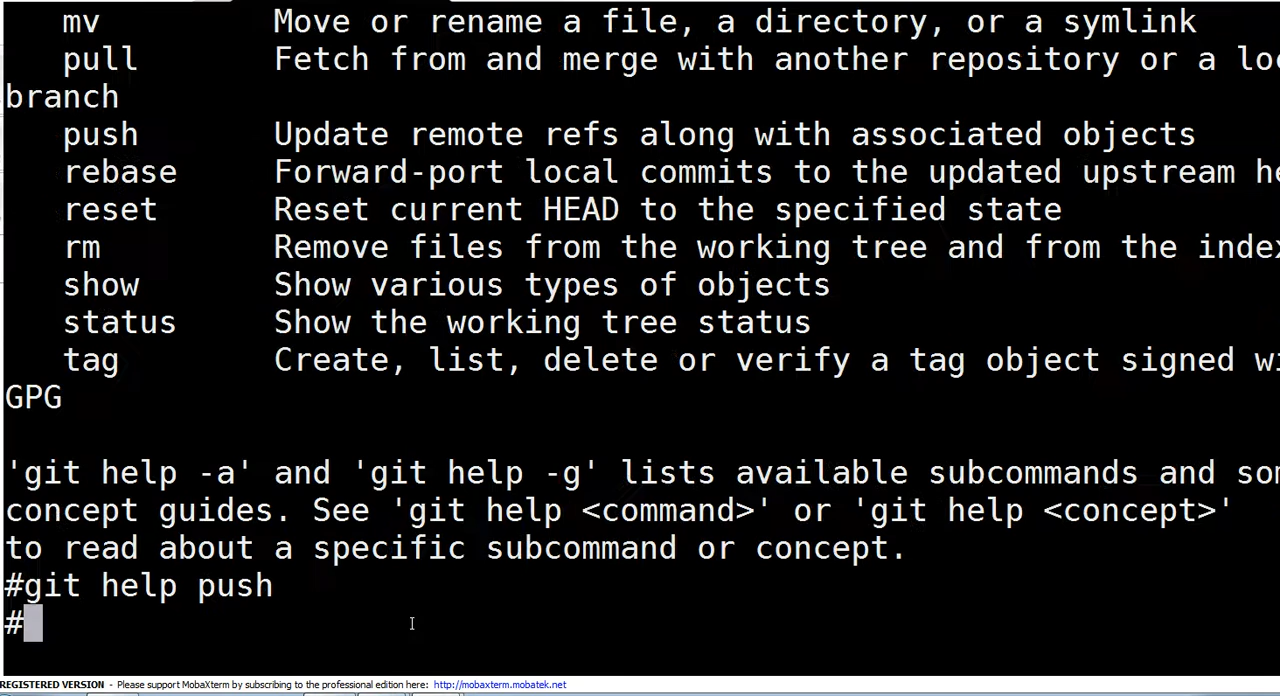 mv Move or rename a file, a directory, or a symlink
pull Fetch from and merge with another repository or a
branch
push Update remote refs along with associated objects
rebase Forward-port local commits to the updated upstream
reset Reset current HEAD to the specified state
rm Remove files from the working tree and from the
show Show various types of objects
status Show the working tree status
tag Create, list, delete or verify a tag object signed
GPG
'git help -a' and 'git help -g' lists available subcommands and
concept guides. See 'git help <command>' or 'git help <concept>'
to read about a specific subcommand or concept.
#git help push
#
REGISTERED VERSION - Please support MobaXterm by subscribing to the professional edition here: http://mobaxterm.mobatek.net